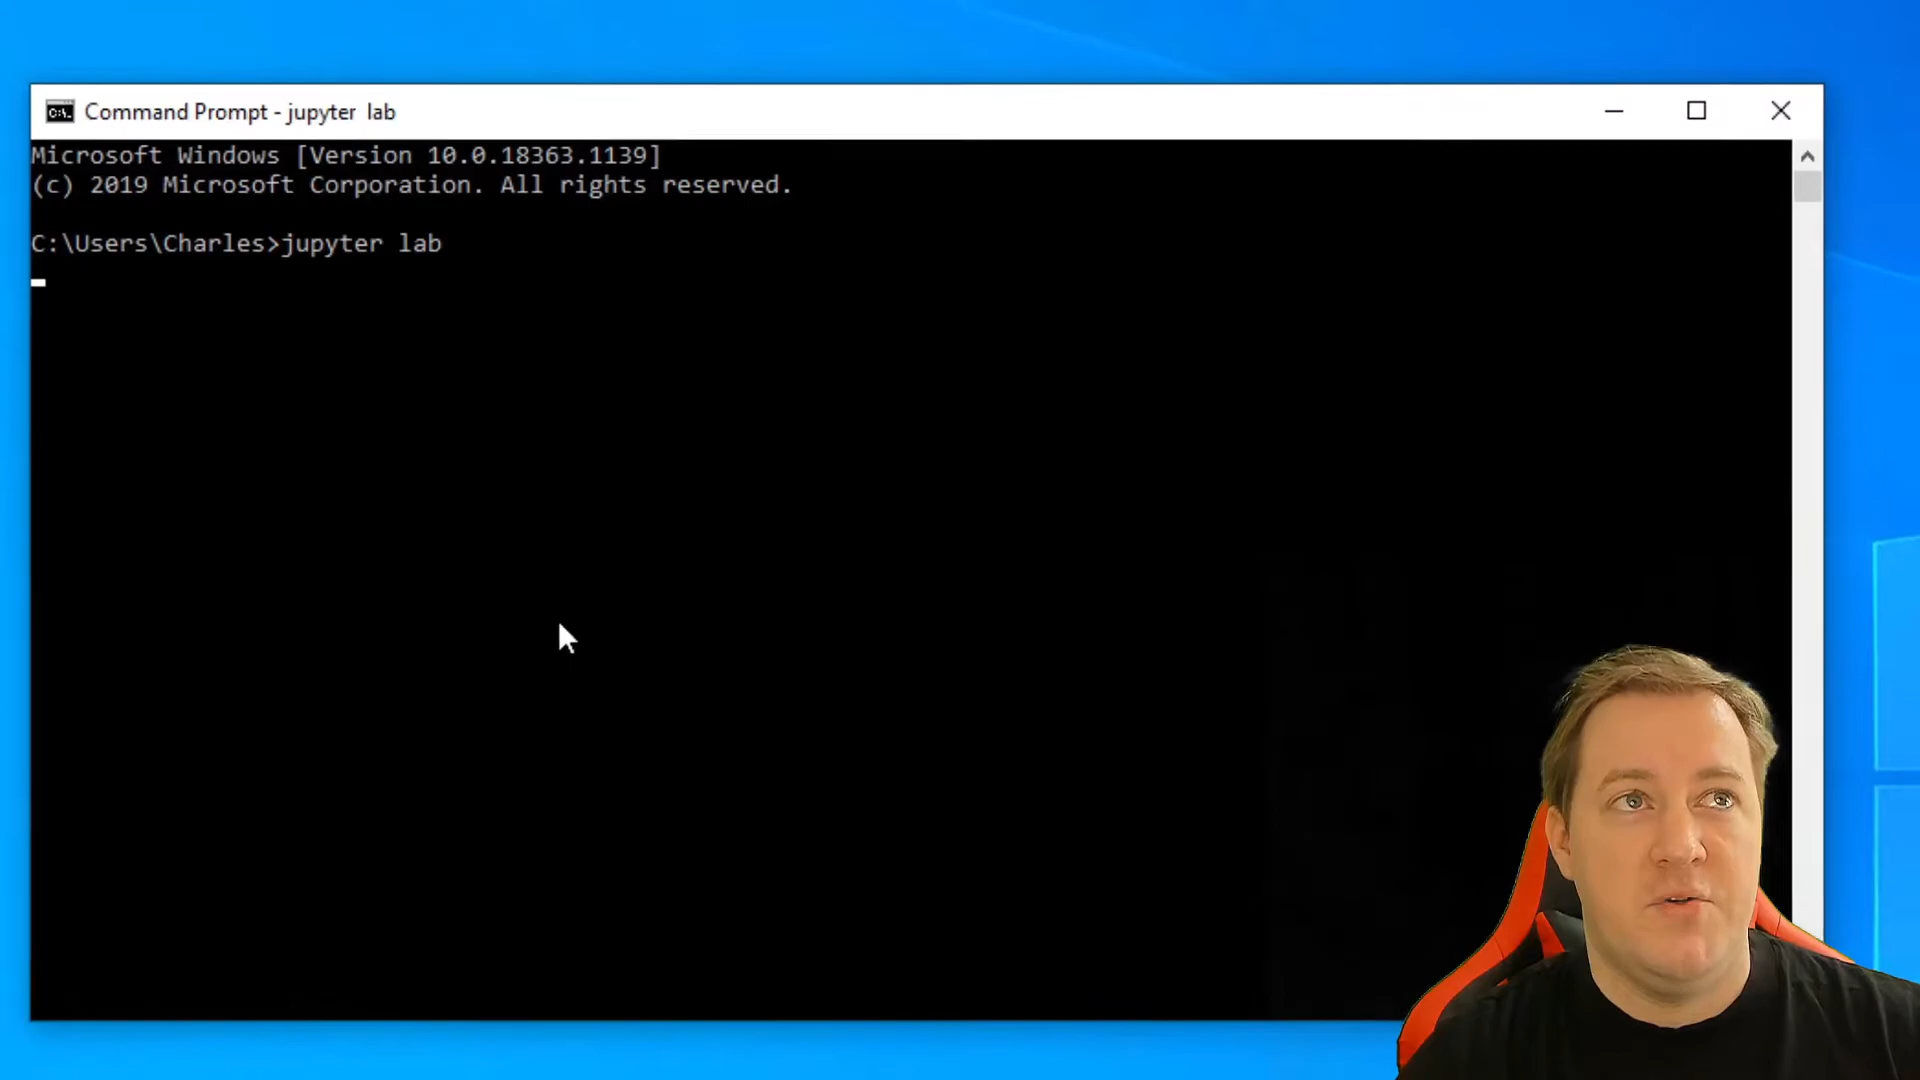 Command Prompt - jupyter  lab
Microsoft Windows [Version 10.0.18363.1139]
(c) 2019 Microsoft Corporation. All rights reserved.
C:\Users\Charles>jupyter lab